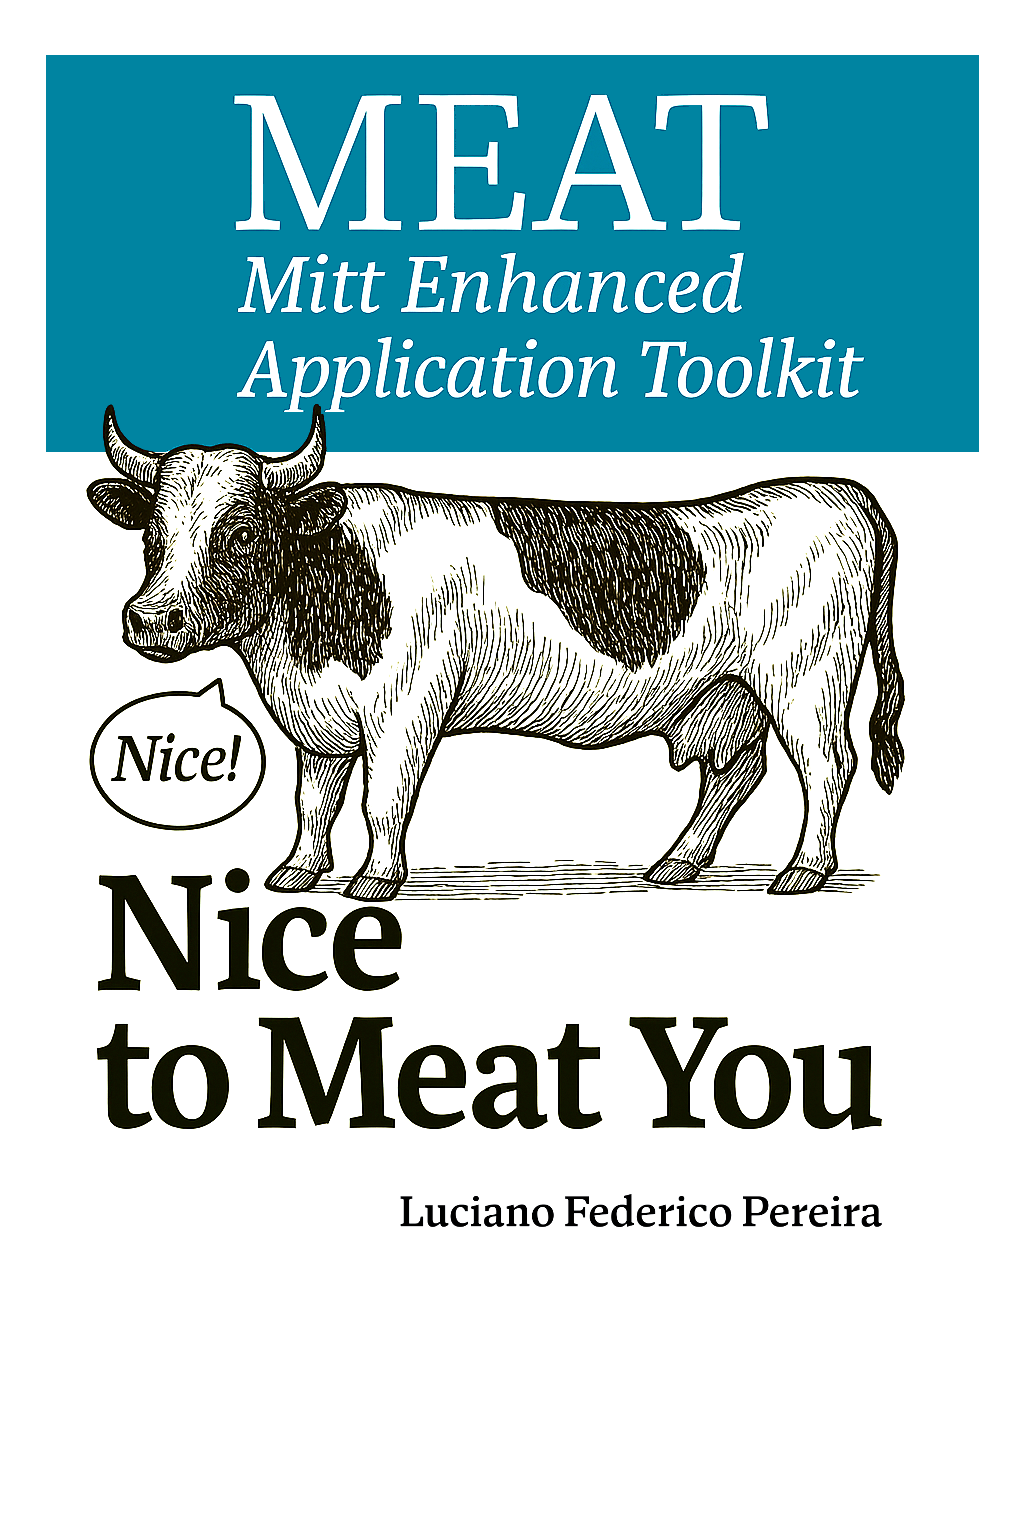 MEAT
Mitt Enhanced
Application Toolkit
Nice!
Nice
to Meat You
Luciano Federico Pereira